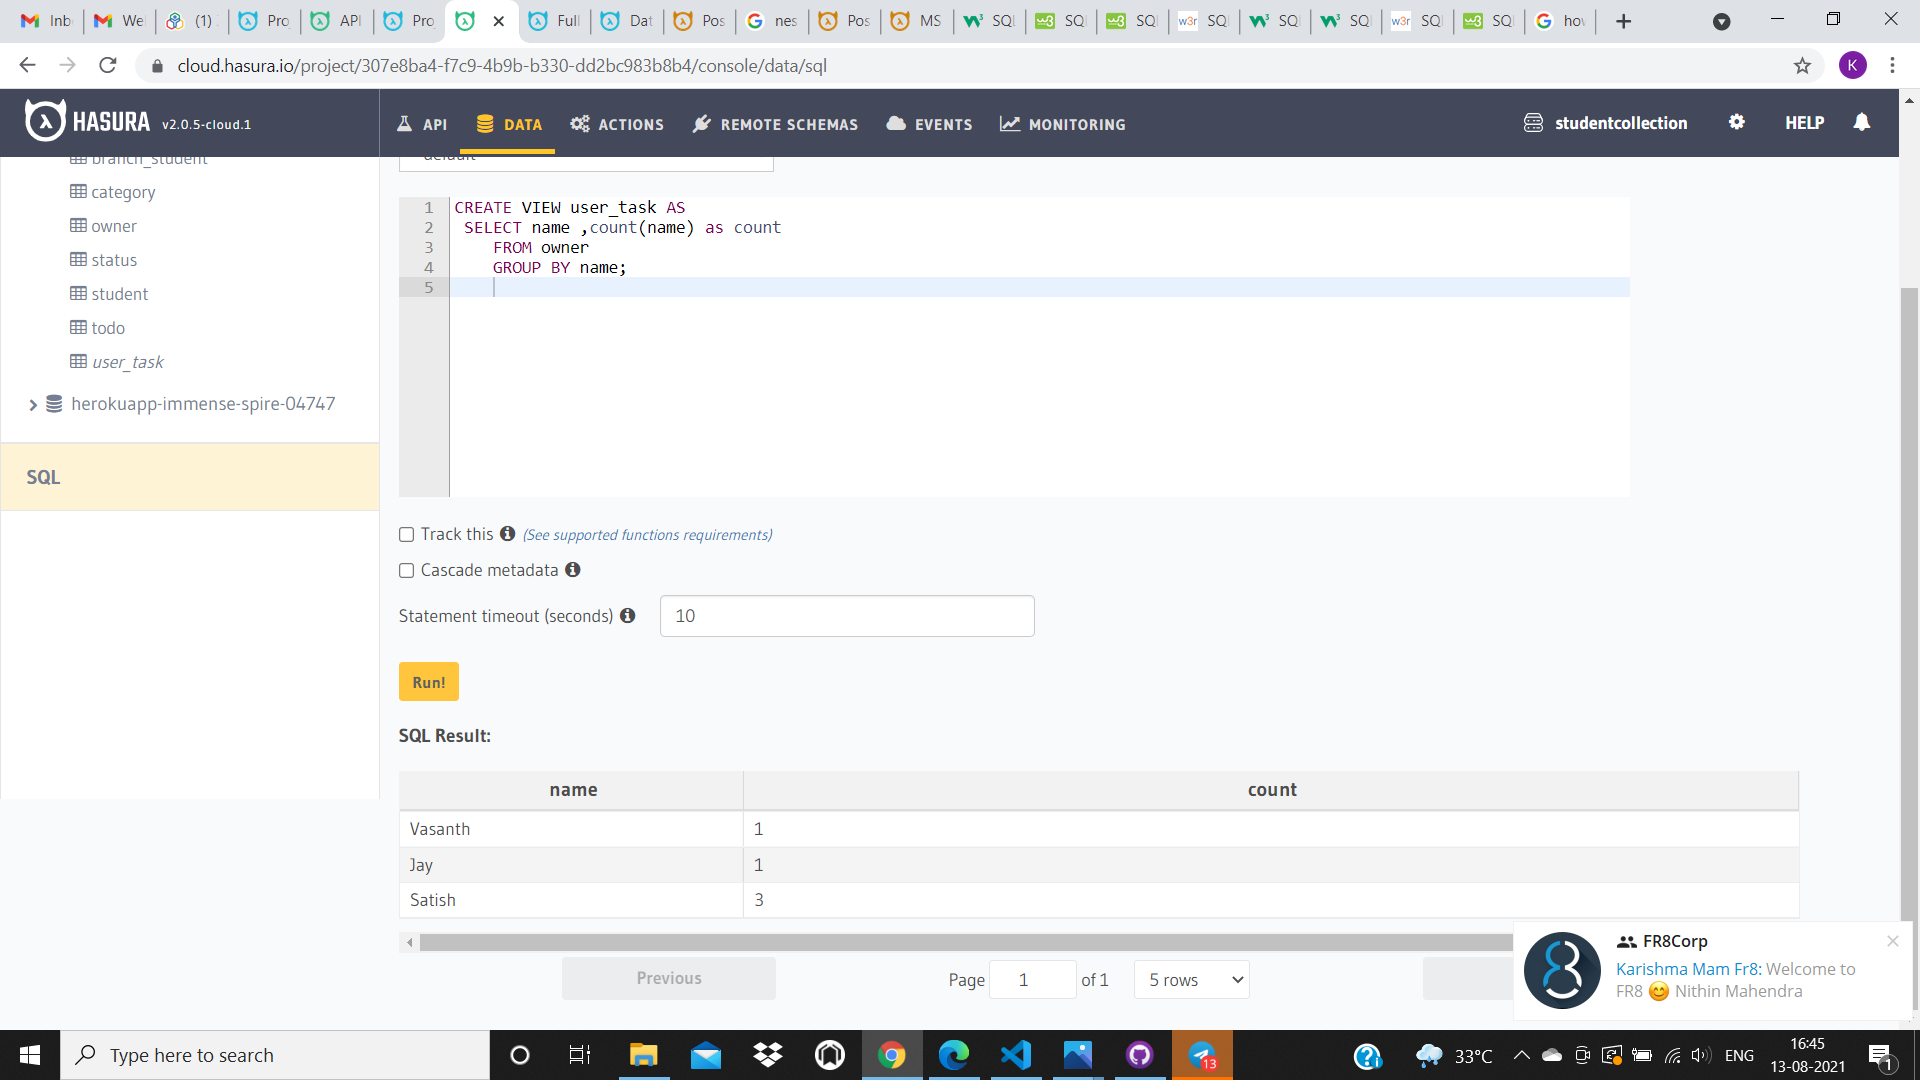 Inb
We
(1)
Pro
API
Pro
Full
Dat
Pos
nes
Pos
MS
SQ
SQ
SQ
SQ
SQ
SQ
SQ
SQ
hov
cloud.hasura.io/project/307e8ba4-f7c9-4b9b-b330-dd2bc983b8b4/console/data/sql
K
HASURA v2.0.5-cloud.1
API
DATA
ACTIONS
REMOTE SCHEMAS
EVENTS
MONITORING
studentcollection
HELP
branch_student
category
owner
status
student
todo
user_task
herokuapp-immense-spire-04747
SQL
default
1 CREATE VIEW user_task AS
2 SELECT name ,count(name) as count
3 FROM owner
4 GROUP BY name;
5
Track this (See supported functions requirements)
Cascade metadata
Statement timeout (seconds) 10
Run!
SQL Result:
name count
Vasanth 1
Jay 1
Satish 3
Previous
Page 1 of 1
5 rows
FR8Corp
Karishma Mam Fr8: Welcome to
FR8 😊 Nithin Mahendra
Type here to search
13
33°C
ENG
16:45
13-08-2021
1